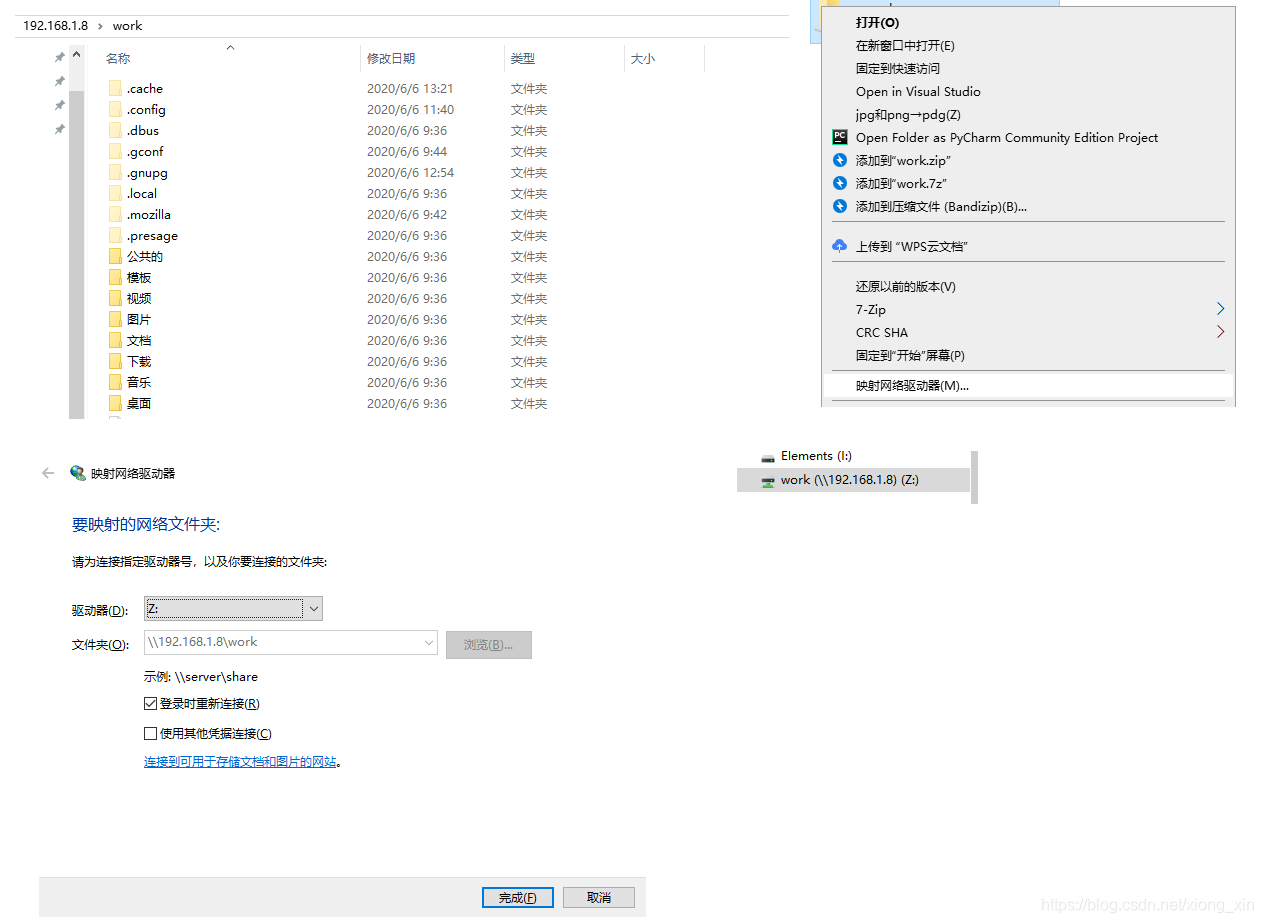 192.168.1.8 › work
名称 修改日期 类型 大小
.cache 2020/6/6 13:21 文件夹
.config 2020/6/6 11:40 文件夹
.dbus 2020/6/6 9:36 文件夹
.gconf 2020/6/6 9:44 文件夹
.gnupg 2020/6/6 12:54 文件夹
.local 2020/6/6 9:36 文件夹
.mozilla 2020/6/6 9:42 文件夹
.presage 2020/6/6 9:36 文件夹
公共的 2020/6/6 9:36 文件夹
模板 2020/6/6 9:36 文件夹
视频 2020/6/6 9:36 文件夹
图片 2020/6/6 9:36 文件夹
文档 2020/6/6 9:36 文件夹
下载 2020/6/6 9:36 文件夹
音乐 2020/6/6 9:36 文件夹
桌面 2020/6/6 9:36 文件夹
打开(O)
在新窗口中打开(E)
固定到快速访问
Open in Visual Studio
jpg和png→pdg(Z)
PC Open Folder as PyCharm Community Edition Project
添加到“work.zip”
添加到“work.7z”
添加到压缩文件 (Bandizip)(B)...
上传到 “WPS云文档”
还原以前的版本(V)
7-Zip
CRC SHA
固定到“开始”屏幕(P)
映射网络驱动器(M)...
映射网络驱动器
要映射的网络文件夹:
请为连接指定驱动器号，以及你要连接的文件夹:
驱动器(D): Z:
文件夹(O): \\192.168.1.8\work 浏览(B)...
示例: \\server\share
登录时重新连接(R)
使用其他凭据连接(C)
连接到可用于存储文档和图片的网站。
完成(F) 取消
Elements (I:)
work (\\192.168.1.8) (Z:)
https://blog.csdn.net/xiong_xin